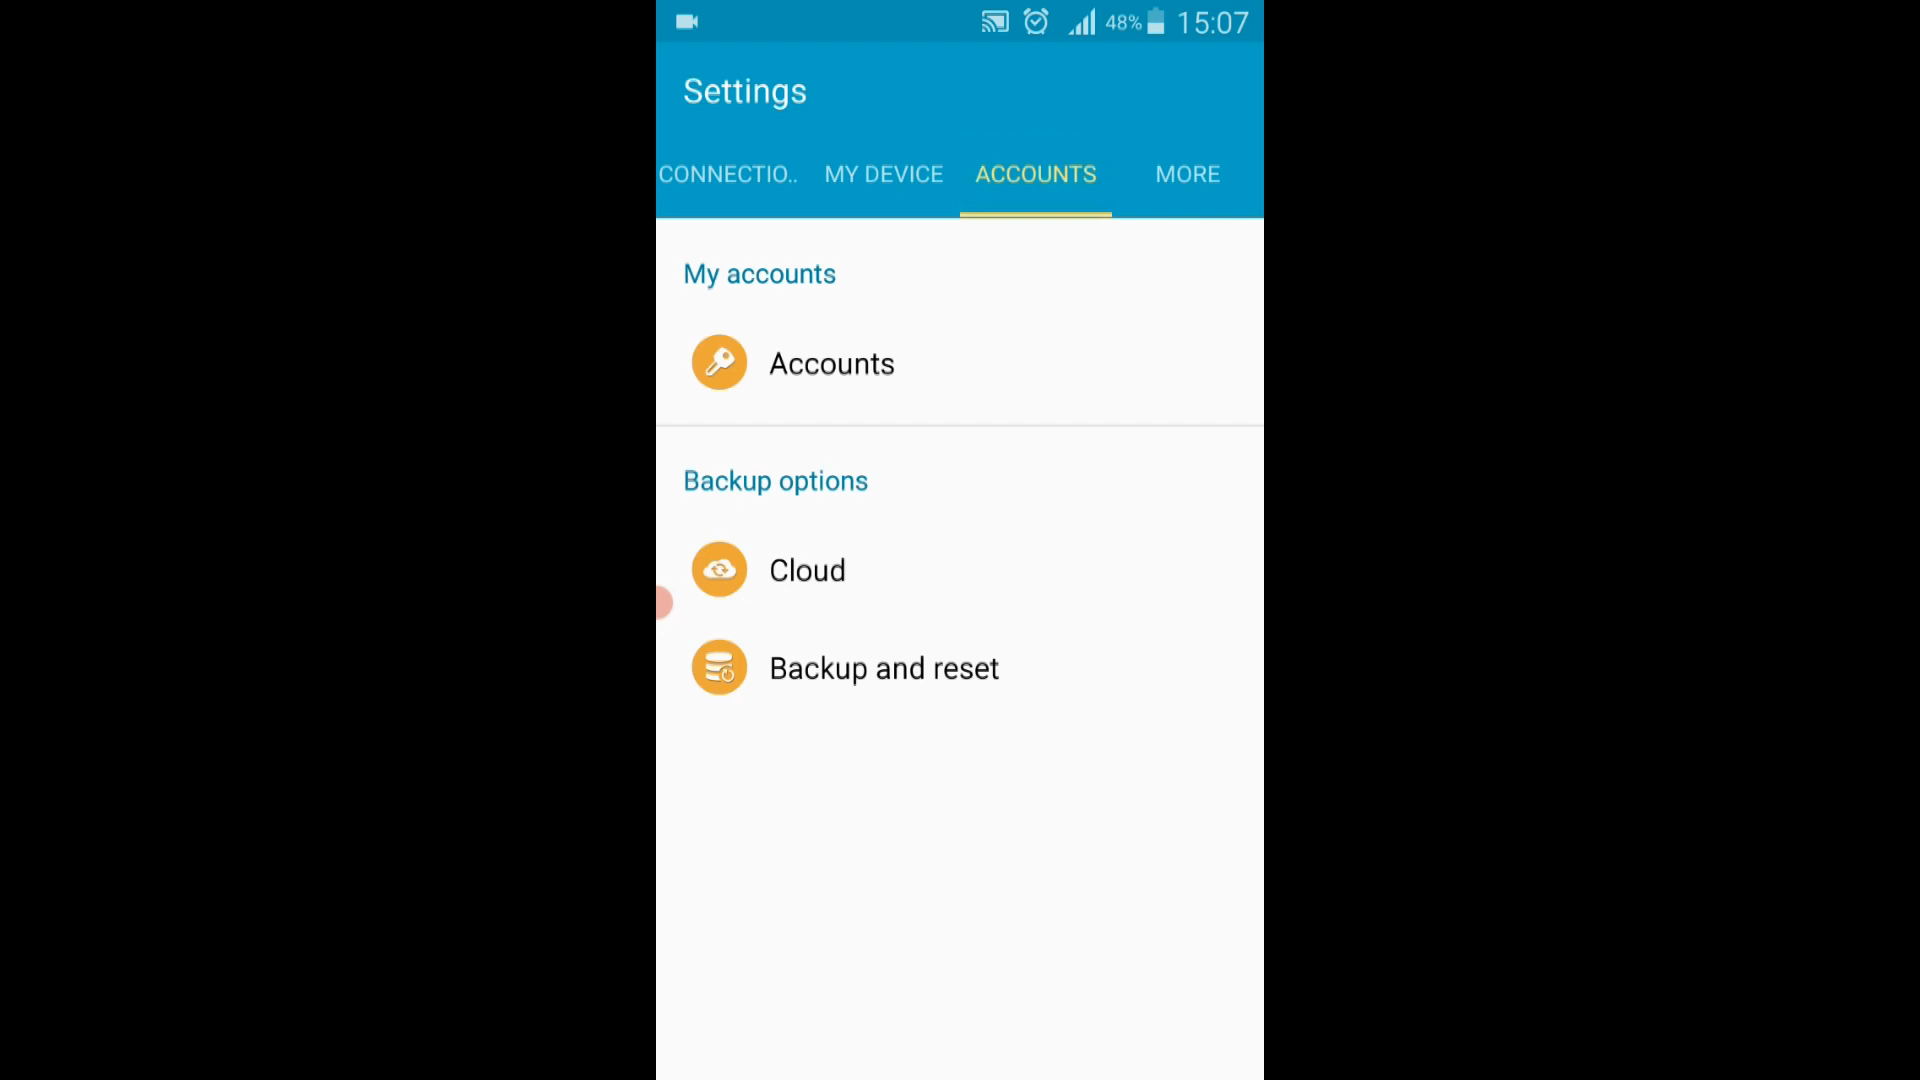 48% 15:07
Settings
CONNECTIO.. MY DEVICE ACCOUNTS MORE
My accounts
Accounts
Backup options
Cloud
Backup and reset